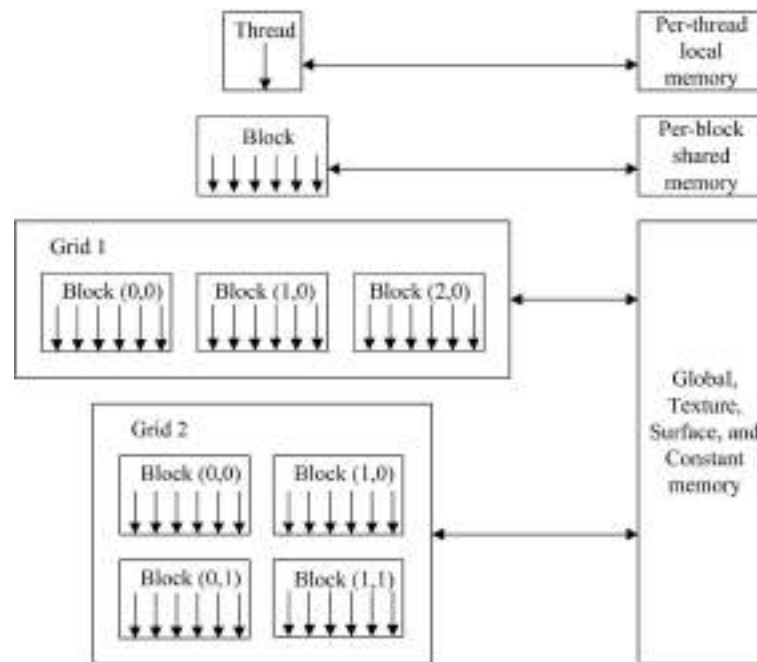 Thread
Per-thread
local
memory
Block
Per-block
shared
memory
Grid 1
Block (0,0)
Block (1,0)
Block (2,0)
Global,
Texture,
Surface, and
Constant
memory
Grid 2
Block (0,0)
Block (1,0)
Block (0,1)
Block (1,1)